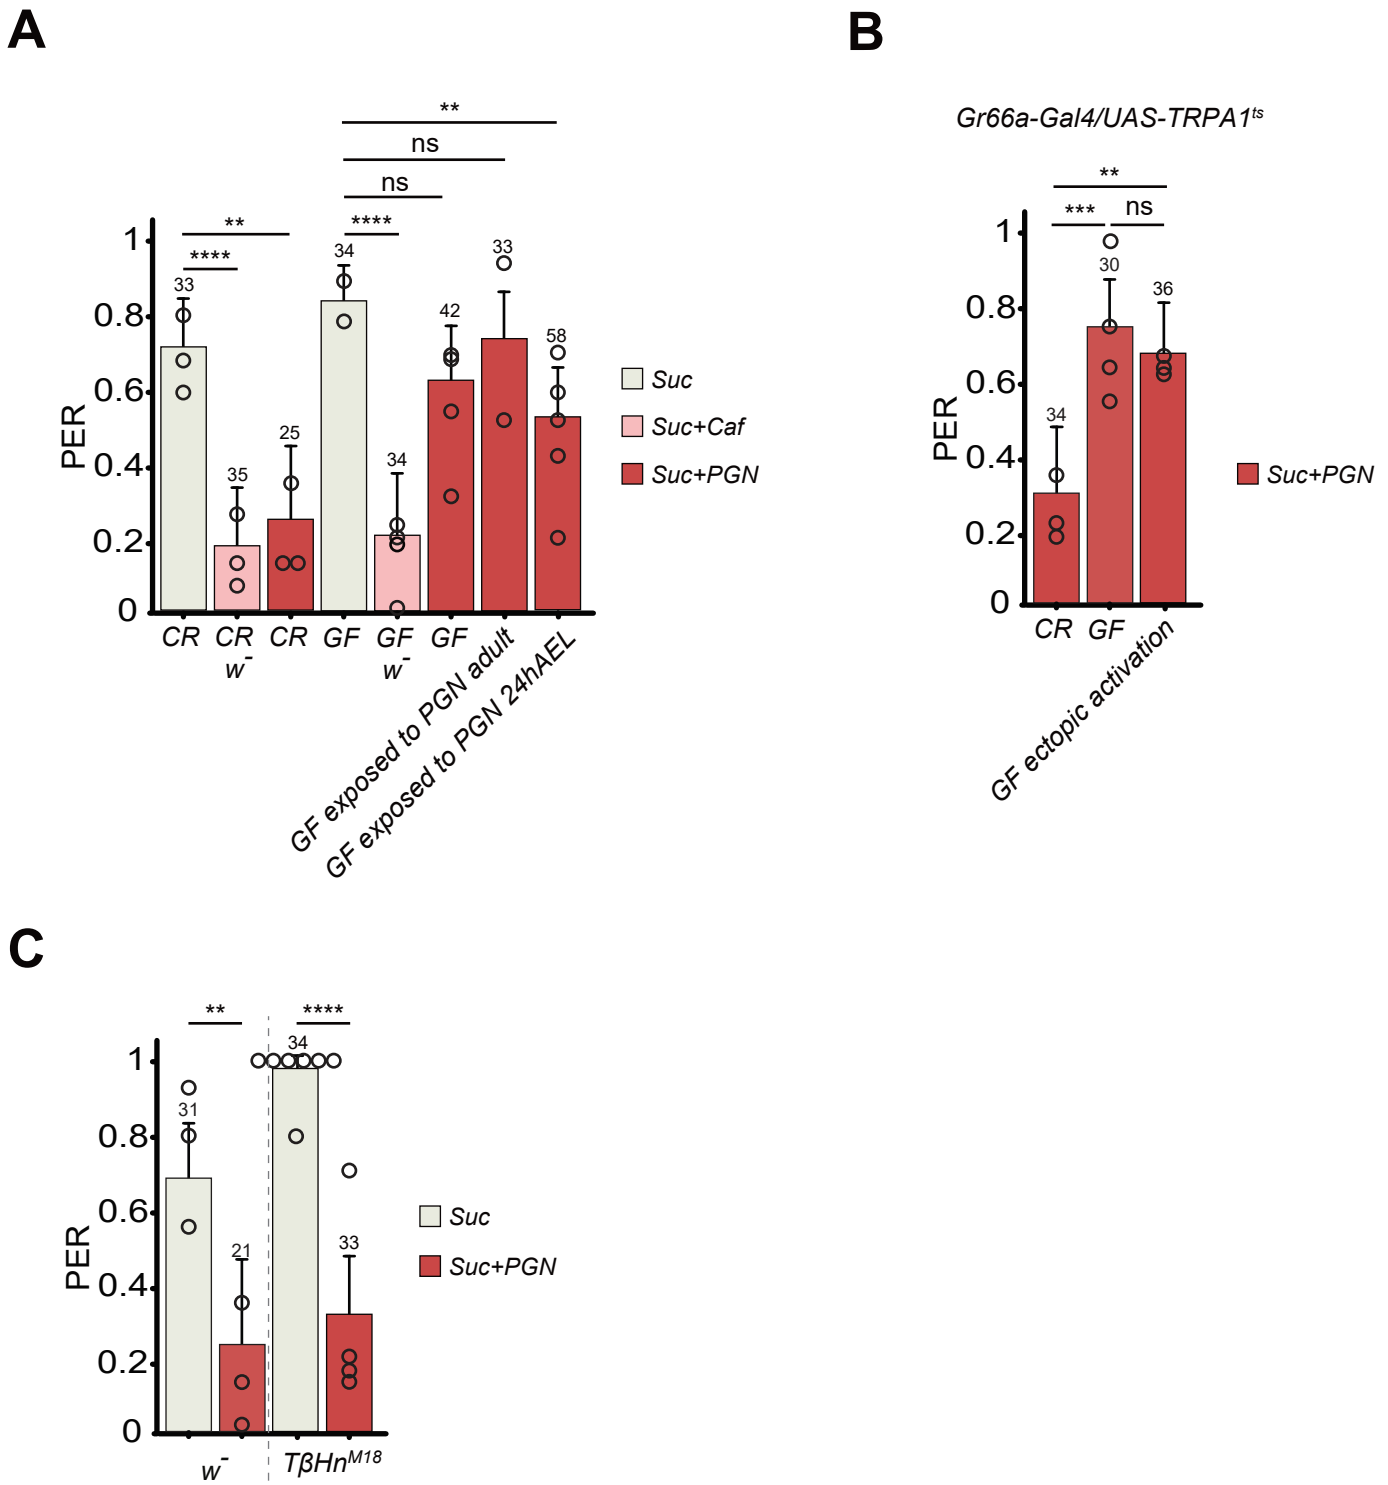 A
**
ns
ns
** ****
****
1
0.8
0.6
0.4
0.2
0
PER
33
35
25
34
34
42
33
58
CR CR CR GF GF GF
w- w-
GF exposed to PGN adult
GF exposed to PGN 24hAEL
Suc
Suc+Caf
Suc+PGN
B
Gr66a-Gal4/UAS-TRPA1ts
**
*** ns
1
0.8
0.6
0.4
0.2
0
PER
34
30
36
CR GF
GF ectopic activation
Suc+PGN
C
** ****
1
0.8
0.6
0.4
0.2
0
PER
31
21
34
33
w- TβHnM18
Suc
Suc+PGN